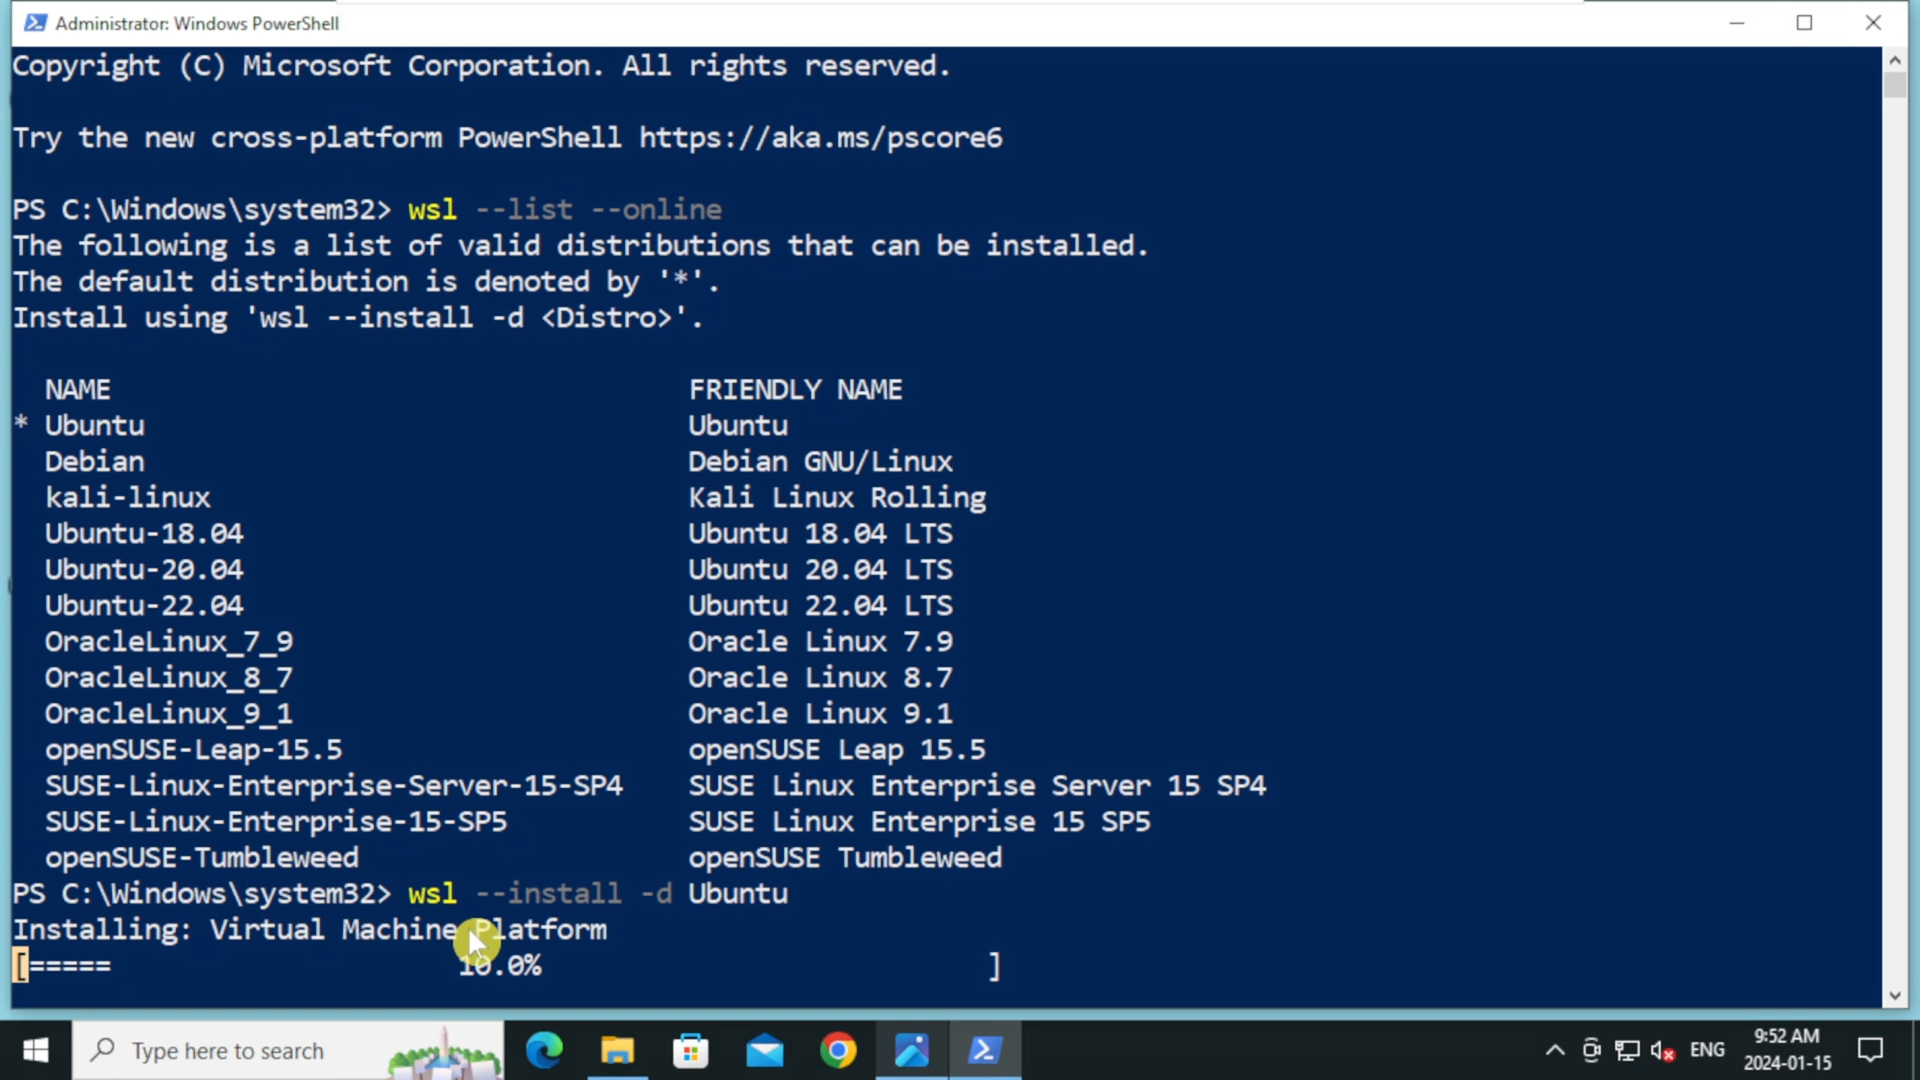 Administrator: Windows PowerShell
Copyright (C) Microsoft Corporation. All rights reserved.
Try the new cross-platform PowerShell https://aka.ms/pscore6
PS C:\Windows\system32> wsl --list --online
The following is a list of valid distributions that can be installed.
The default distribution is denoted by '*'.
Install using 'wsl --install -d <Distro>'.
NAME FRIENDLY NAME
* Ubuntu Ubuntu
Debian Debian GNU/Linux
kali-linux Kali Linux Rolling
Ubuntu-18.04 Ubuntu 18.04 LTS
Ubuntu-20.04 Ubuntu 20.04 LTS
Ubuntu-22.04 Ubuntu 22.04 LTS
OracleLinux_7_9 Oracle Linux 7.9
OracleLinux_8_7 Oracle Linux 8.7
OracleLinux_9_1 Oracle Linux 9.1
openSUSE-Leap-15.5 openSUSE Leap 15.5
SUSE-Linux-Enterprise-Server-15-SP4 SUSE Linux Enterprise Server 15 SP4
SUSE-Linux-Enterprise-15-SP5 SUSE Linux Enterprise 15 SP5
openSUSE-Tumbleweed openSUSE Tumbleweed
PS C:\Windows\system32> wsl --install -d Ubuntu
Installing: Virtual Machine Platform
[===== 10.0% ]
Type here to search
ENG
9:52 AM
2024-01-15